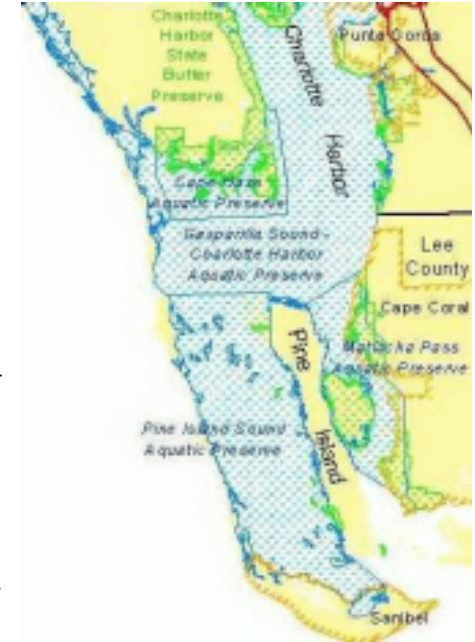 Charlotte
Harbor
State
Buffer
Preserve
Charlotte
Harbor
Punta Gorda
Cape Haze
Aquatic Preserve
Gasparilla Sound -
Charlotte Harbor
Aquatic Preserve
Lee
County
Cape Coral
Matlacha Pass
Aquatic Preserve
Pine
Island
Pine Island Sound
Aquatic Preserve
Sanibel